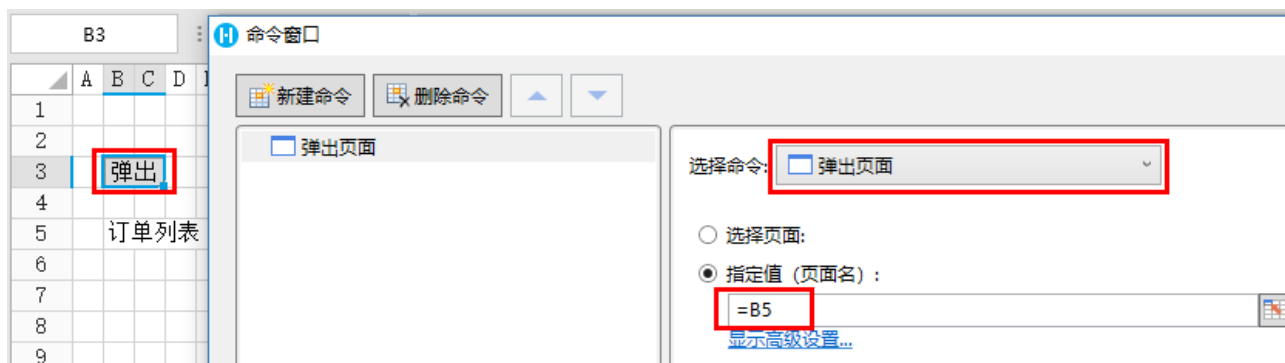 B3
命令窗口
A B C D
新建命令 删除命令
1
2
3 弹出
4
5 订单列表
6
7
8
9
弹出页面
选择命令: 弹出页面
选择页面:
指定值（页面名）:
=B5
显示高级设置...